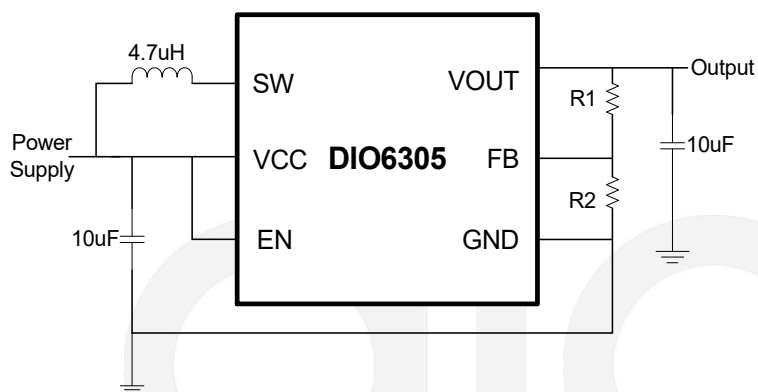 4.7uH
SW
VOUT
Output
R1
Power
Supply
VCC
DIO6305
FB
10uF
R2
10uF
EN
GND